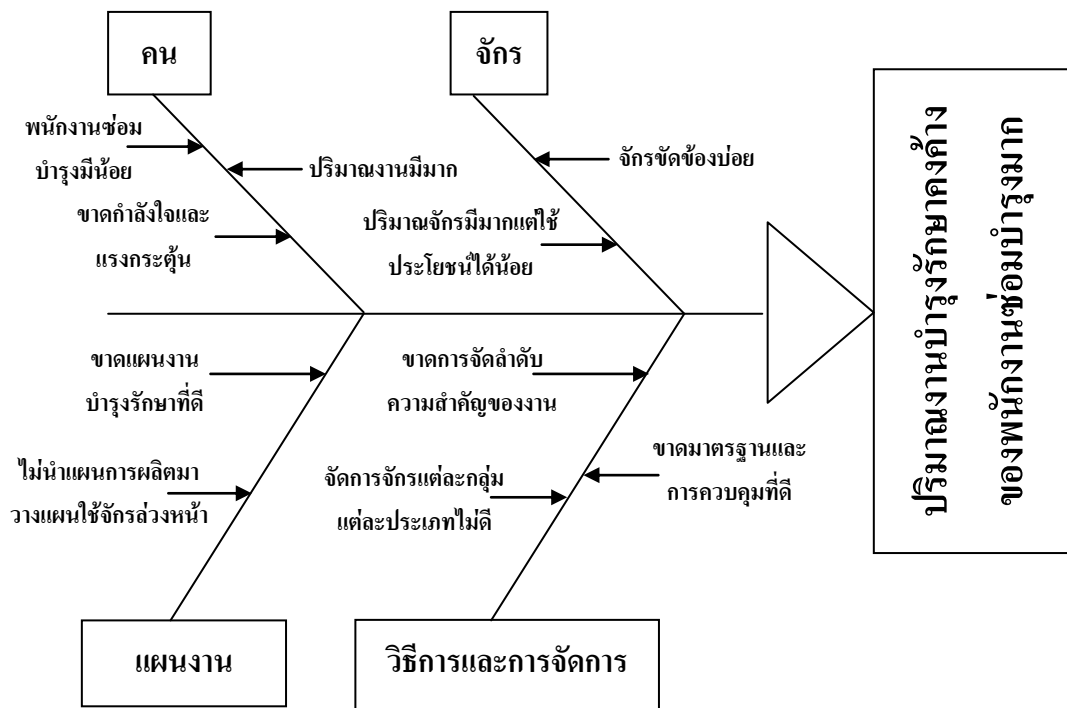 คน
จักร
พนักงานซ่อม
บำรุงมีน้อย
ปริมาณงานมีมาก
ขาดกำลังใจและ
แรงกระตุ้น
จักรขัดข้องบ่อย
ปริมาณจักรมีมากแต่ใช้
ประโยชน์ได้น้อย
ขาดแผนงาน
บำรุงรักษาที่ดี
ไม่นำแผนการผลิตมา
วางแผนใช้จักรล่วงหน้า
ขาดการจัดลำดับ
ความสำคัญของงาน
จัดการจักรแต่ละกลุ่ม
แต่ละประเภทไม่ดี
ขาดมาตรฐานและ
การควบคุมที่ดี
แผนงาน
วิธีการและการจัดการ
ปริมาณงานบำรุงรักษาคงค้าง
ของพนักงานซ่อมบำรุงมีมาก